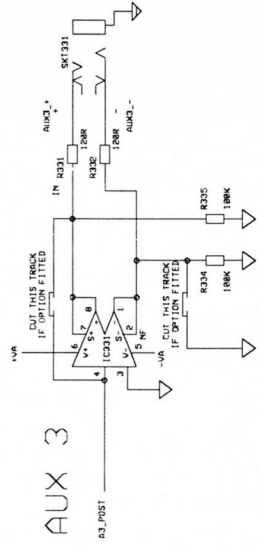 AUX 3
A3_POST
+VA
CUT THIS TRACK
IF OPTION FITTED
IN
R331
120R
AUX3_+
+
SKT331
4
6
V+
7
S+
8
+
IC331
3
V-
5
S-
2
-
1
NF
-VA
R332
120R
-
AUX3_-
CUT THIS TRACK
IF OPTION FITTED
R334
100K
R335
100K